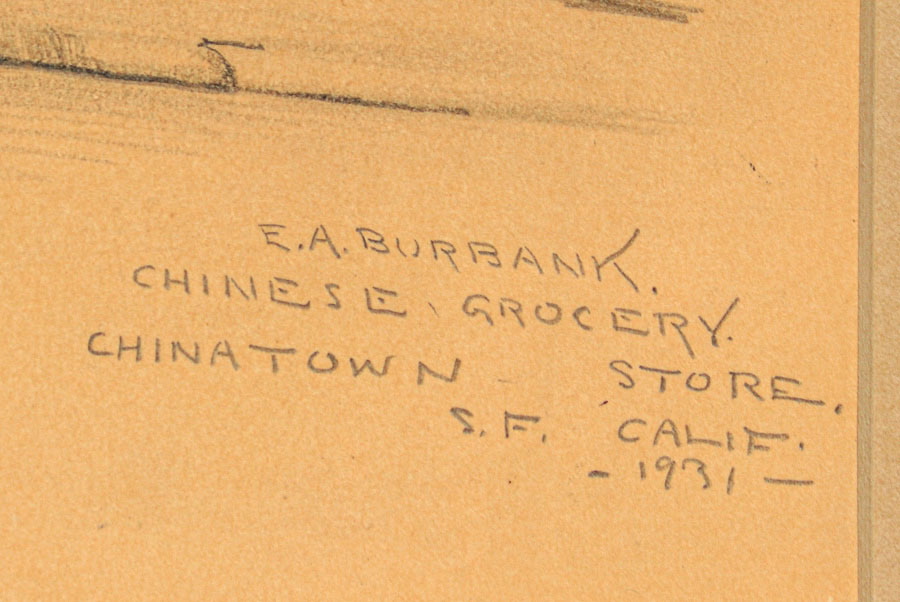 E.A. BURBANK.
CHINESE. GROCERY.
CHINATOWN STORE.
S.F. CALIF.
- 1931 -